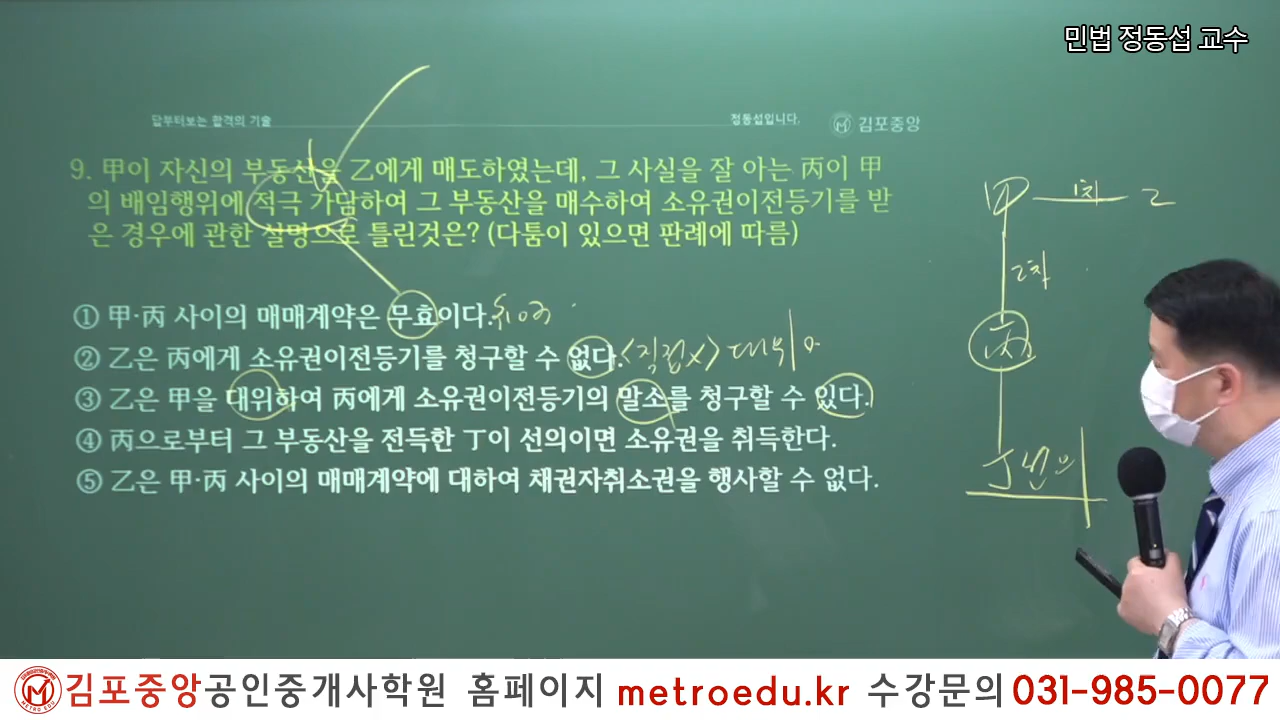 민법 정동섭 교수
답부터보는 합격의 기술
정동섭입니다.
김포중앙
9. 甲이 자신의 부동산을 乙에게 매도하였는데, 그 사실을 잘 아는 丙이 甲
의 배임행위에 적극 가담하여 그 부동산을 매수하여 소유권이전등기를 받
은 경우에 관한 설명으로 틀린것은? (다툼이 있으면 판례에 따름)
① 甲·丙 사이의 매매계약은 무효이다.
② 乙은 丙에게 소유권이전등기를 청구할 수 없다. <직접X> 대위
③ 乙은 甲을 대위하여 丙에게 소유권이전등기의 말소를 청구할 수 있다.
④ 丙으로부터 그 부동산을 전득한 丁이 선의이면 소유권을 취득한다.
⑤ 乙은 甲·丙 사이의 매매계약에 대하여 채권자취소권을 행사할 수 없다.
甲 1차 乙
2차
丙
김포중앙공인중개사학원 홈페이지 metroedu.kr 수강문의 031-985-0077
METRO EDU